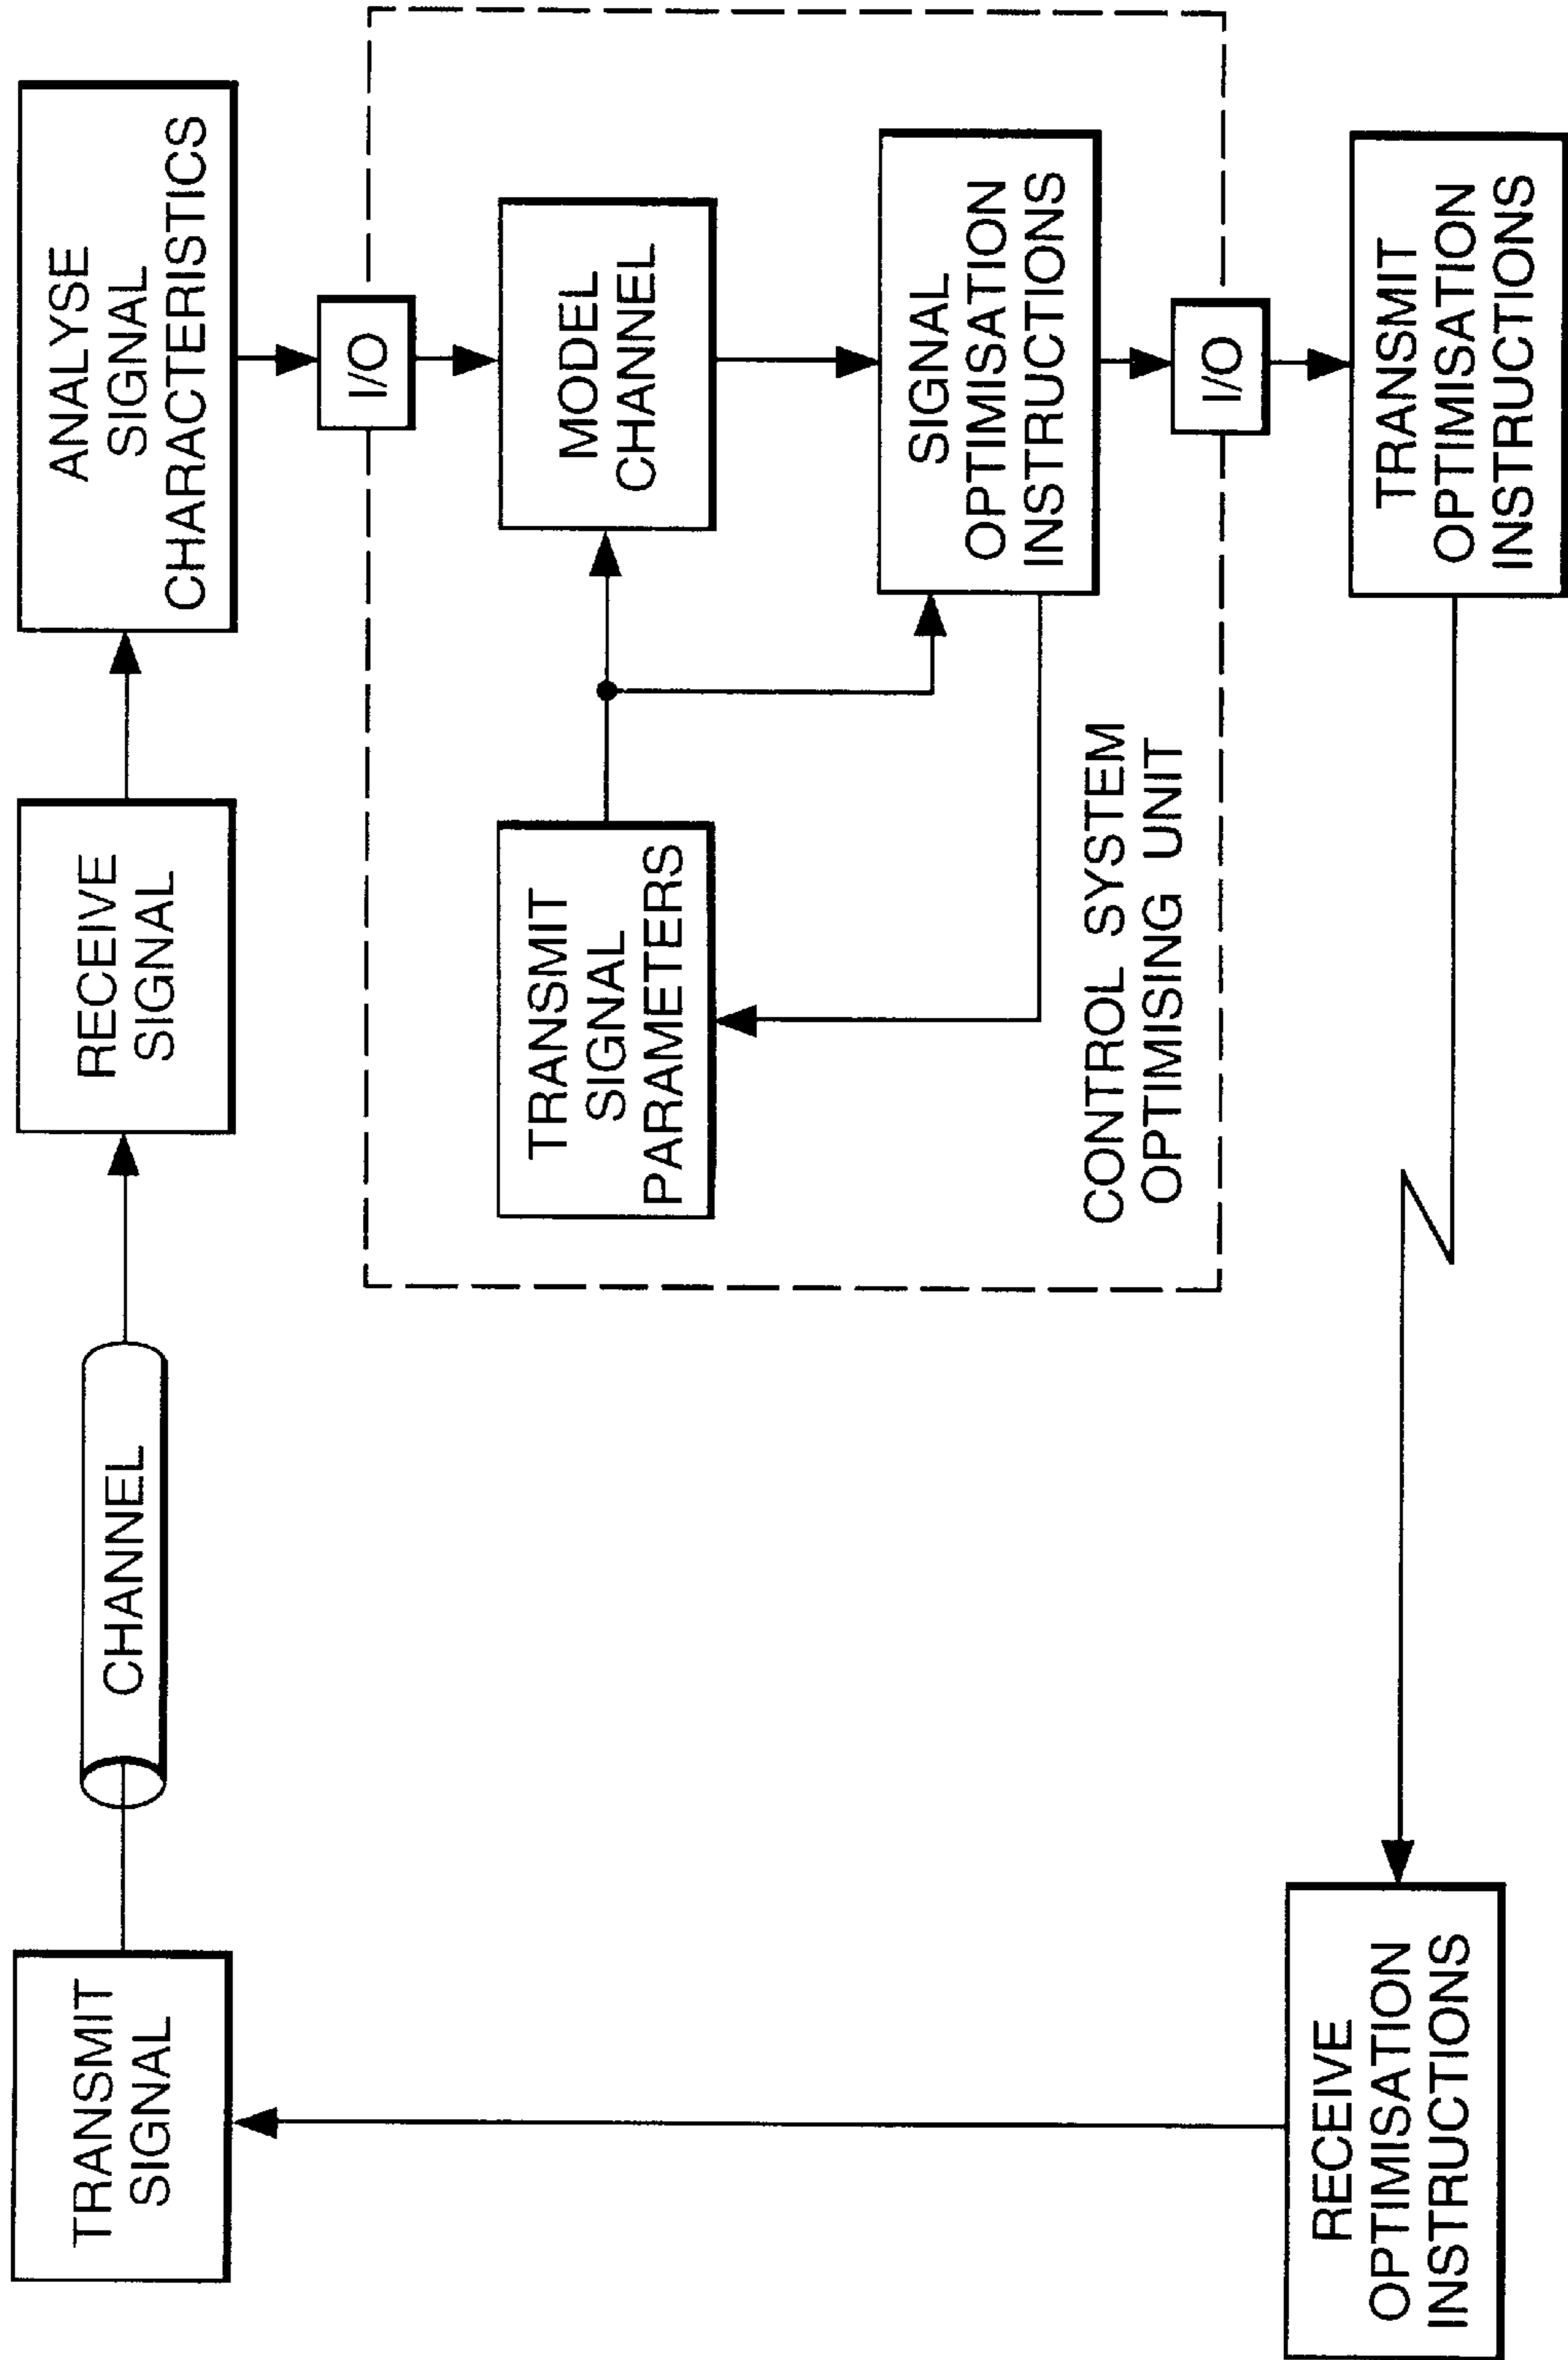 TRANSMIT
SIGNAL
CHANNEL
RECEIVE
SIGNAL
ANALYSE
SIGNAL
CHARACTERISTICS
I/O
TRANSMIT
SIGNAL
PARAMETERS
MODEL
CHANNEL
SIGNAL
OPTIMISATION
INSTRUCTIONS
CONTROL SYSTEM
OPTIMISING UNIT
I/O
RECEIVE
OPTIMISATION
INSTRUCTIONS
TRANSMIT
OPTIMISATION
INSTRUCTIONS